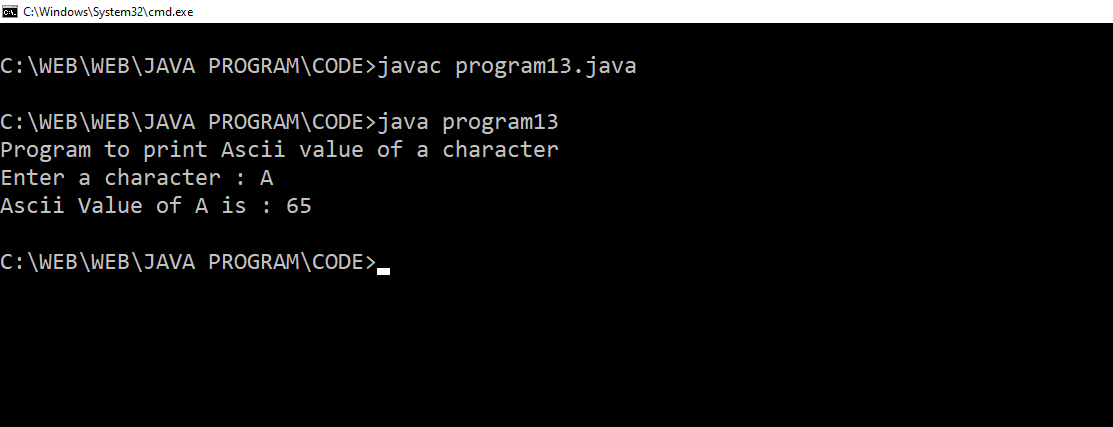 C:\Windows\System32\cmd.exe
C:\WEB\WEB\JAVA PROGRAM\CODE>javac program13.java
C:\WEB\WEB\JAVA PROGRAM\CODE>java program13
Program to print Ascii value of a character
Enter a character : A
Ascii Value of A is : 65
C:\WEB\WEB\JAVA PROGRAM\CODE>